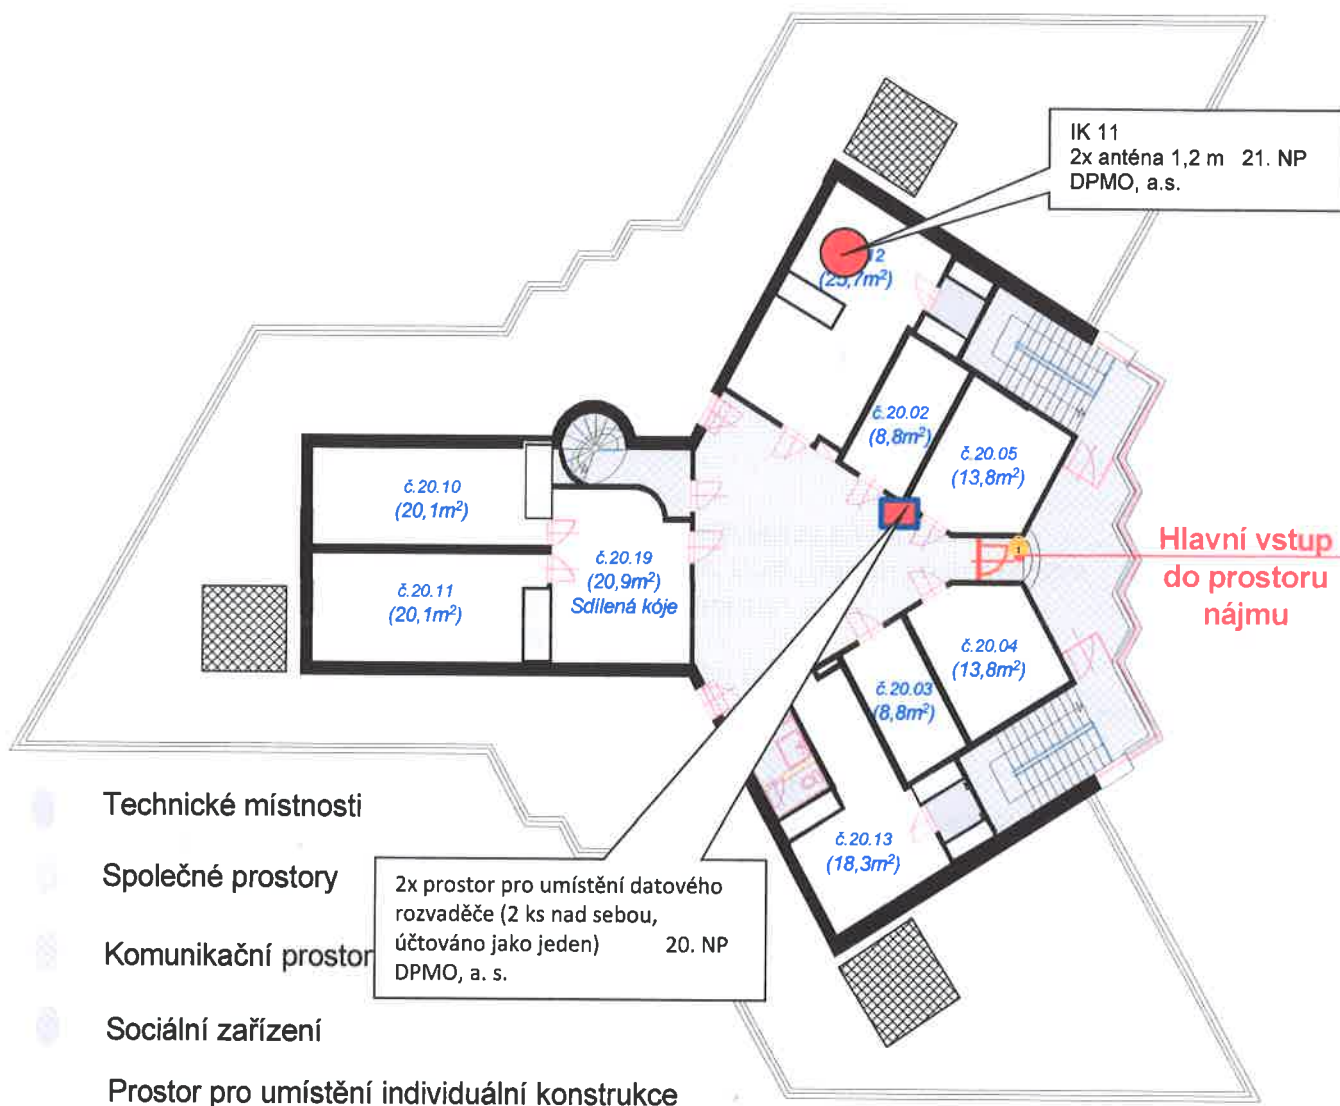 IK 11
2x anténa 1,2 m 21. NP
DPMO, a.s.
12
(25,7m²)
č.20.02
(8,8m²)
č.20.05
(13,8m²)
č.20.10
(20,1m²)
č.20.11
(20,1m²)
č.20.19
(20,9m²)
Sdílená kóje
1
Hlavní vstup
do prostoru
nájmu
č.20.04
(13,8m²)
č.20.03
(8,8m²)
č.20.13
(18,3m²)
Technické místnosti
Společné prostory
Komunikační prostor
Sociální zařízení
Prostor pro umístění individuální konstrukce
2x prostor pro umístění datového
rozvaděče (2 ks nad sebou,
účtováno jako jeden) 20. NP
DPMO, a. s.